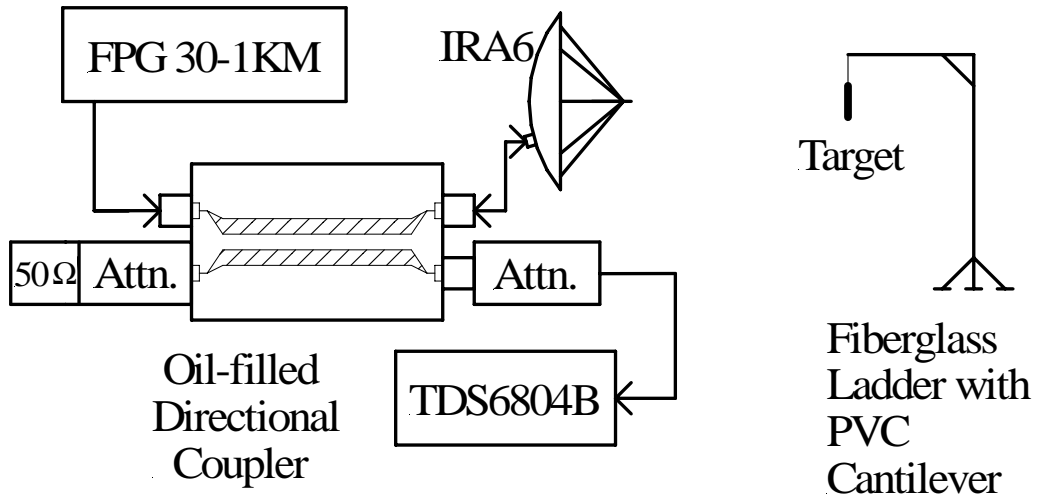 FPG 30-1KM
IRA6
Target
50Ω
Attn.
Attn.
Oil-filled
Directional
Coupler
TDS6804B
Fiberglass
Ladder with
PVC
Cantilever